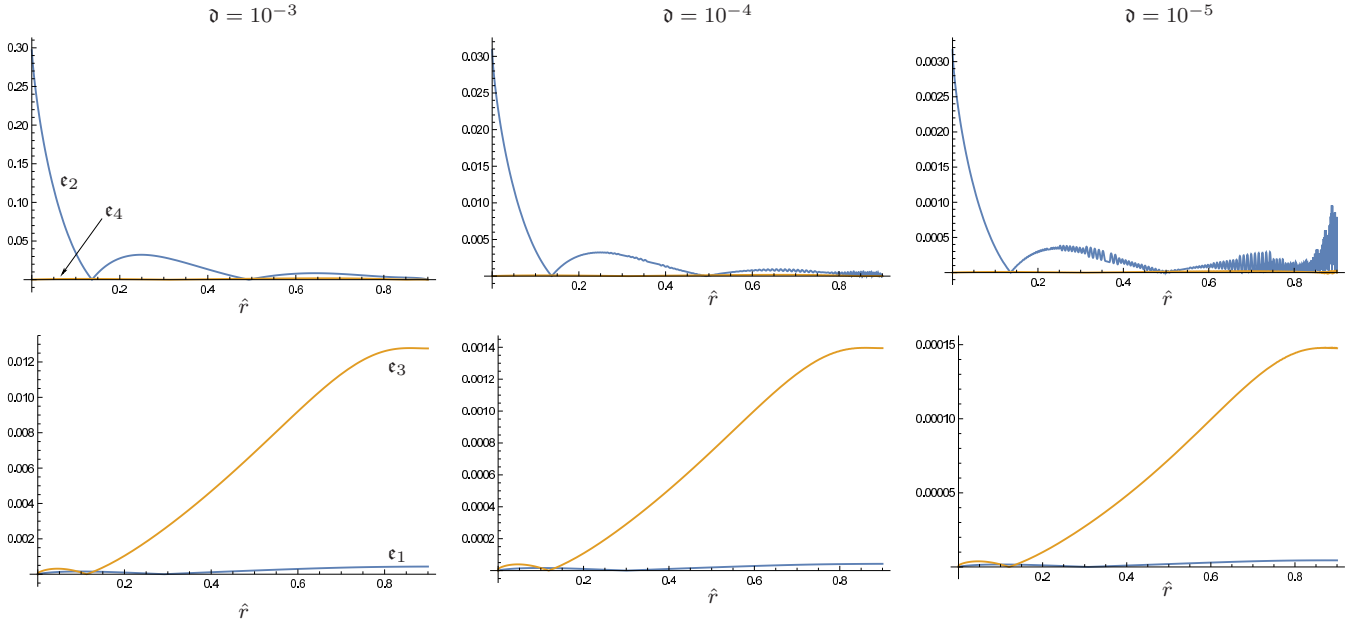 𝔡 = 10⁻³
𝔡 = 10⁻⁴
𝔡 = 10⁻⁵
0.30
0.25
0.20
0.15
0.10
0.05
𝔢₂
𝔢₄
0.2 0.4 0.6 0.8
r̂
0.030
0.025
0.020
0.015
0.010
0.005
0.2 0.4 0.6 0.8
r̂
0.0030
0.0025
0.0020
0.0015
0.0010
0.0005
0.2 0.4 0.6 0.8
r̂
0.012
0.010
0.008
0.006
0.004
0.002
𝔢₃
𝔢₁
0.2 0.4 0.6 0.8
r̂
0.0014
0.0012
0.0010
0.0008
0.0006
0.0004
0.0002
0.2 0.4 0.6 0.8
r̂
0.00015
0.00010
0.00005
0.2 0.4 0.6 0.8
r̂